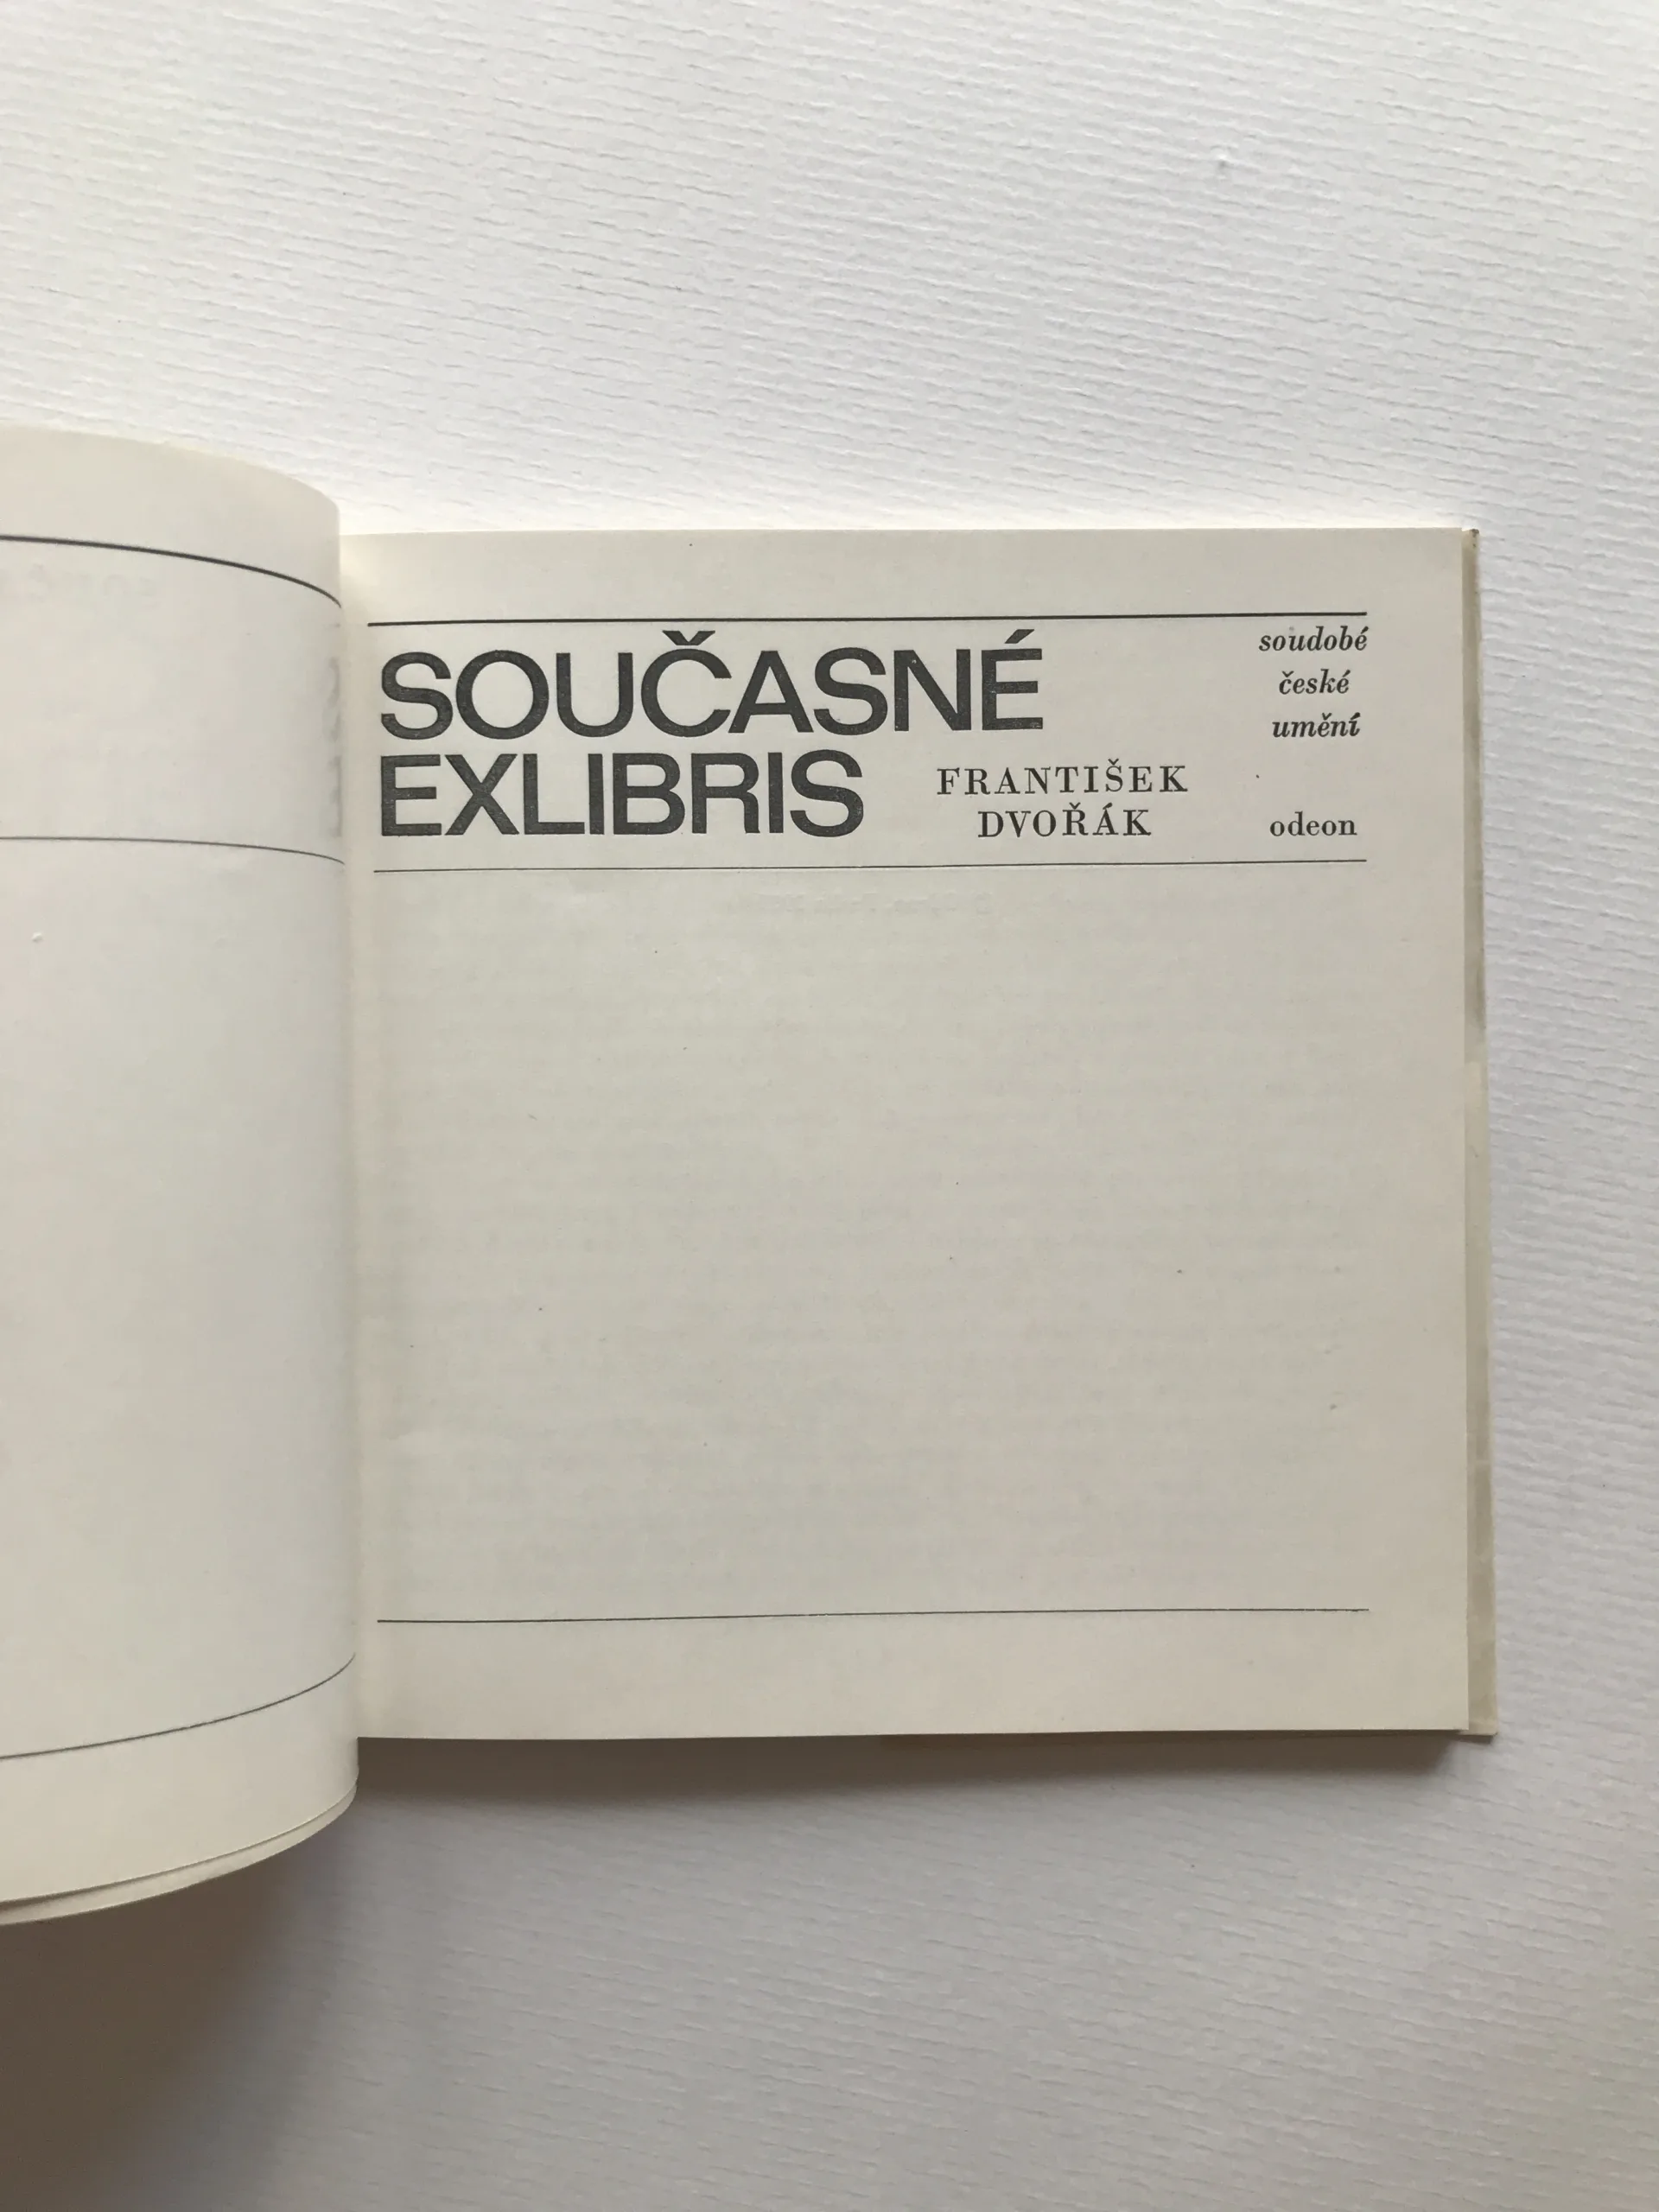 SOUČASNÉ
EXLIBRIS
FRANTIŠEK
DVOŘÁK
soudobé
české
umění
odeon